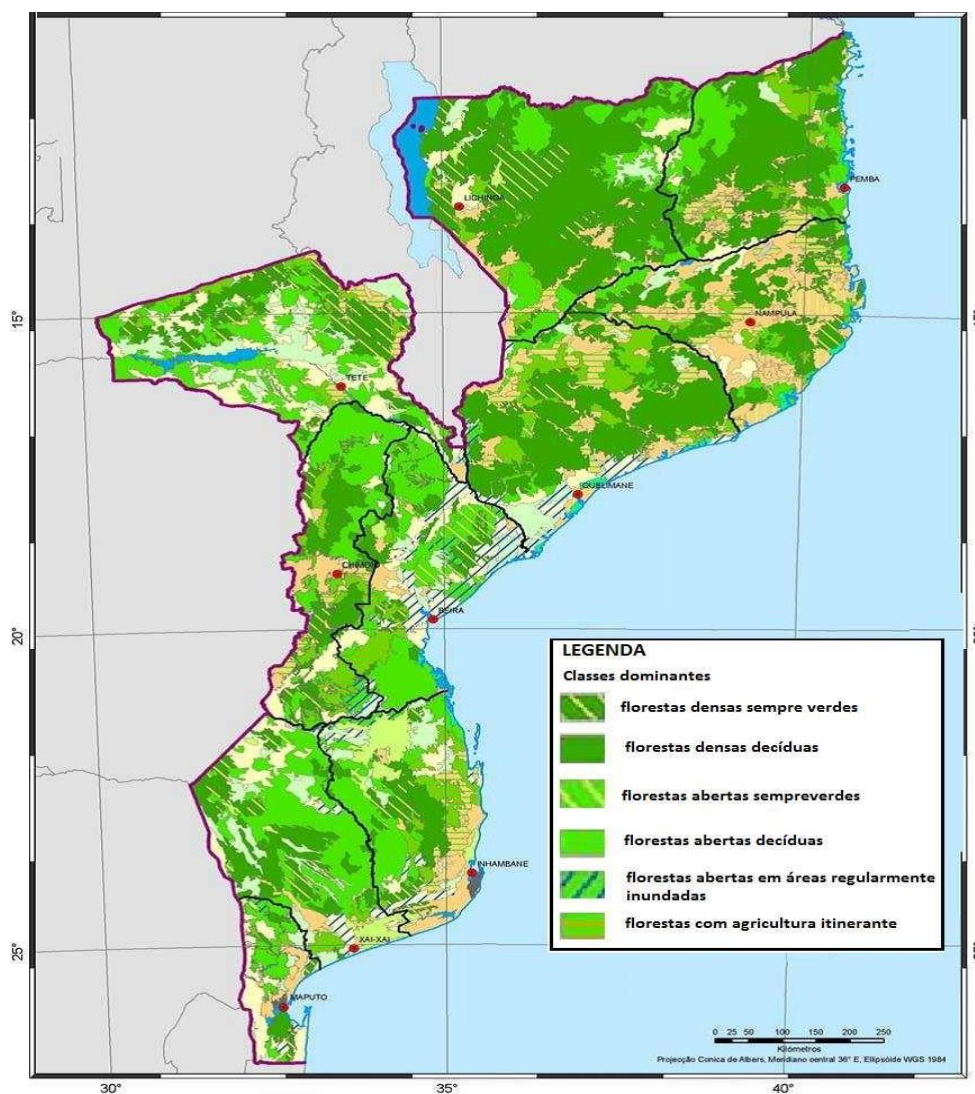 PEMBA
LICHINGA
15°
NAMPULA
TETE
QUELIMANE
CHIMOIO
BEIRA
20°
LEGENDA
Classes dominantes
florestas densas sempre verdes
florestas densas decíduas
florestas abertas sempreverdes
florestas abertas decíduas
florestas abertas em áreas regularmente
inundadas
florestas com agricultura itinerante
INHAMBANE
XAI-XAI
25°
MAPUTO
0 25 50 100 150 200 250
Kilómetros
Projecção Conica de Albers, Meridiano central 36° E, Elipsóide WGS 1984
30° 35° 40°